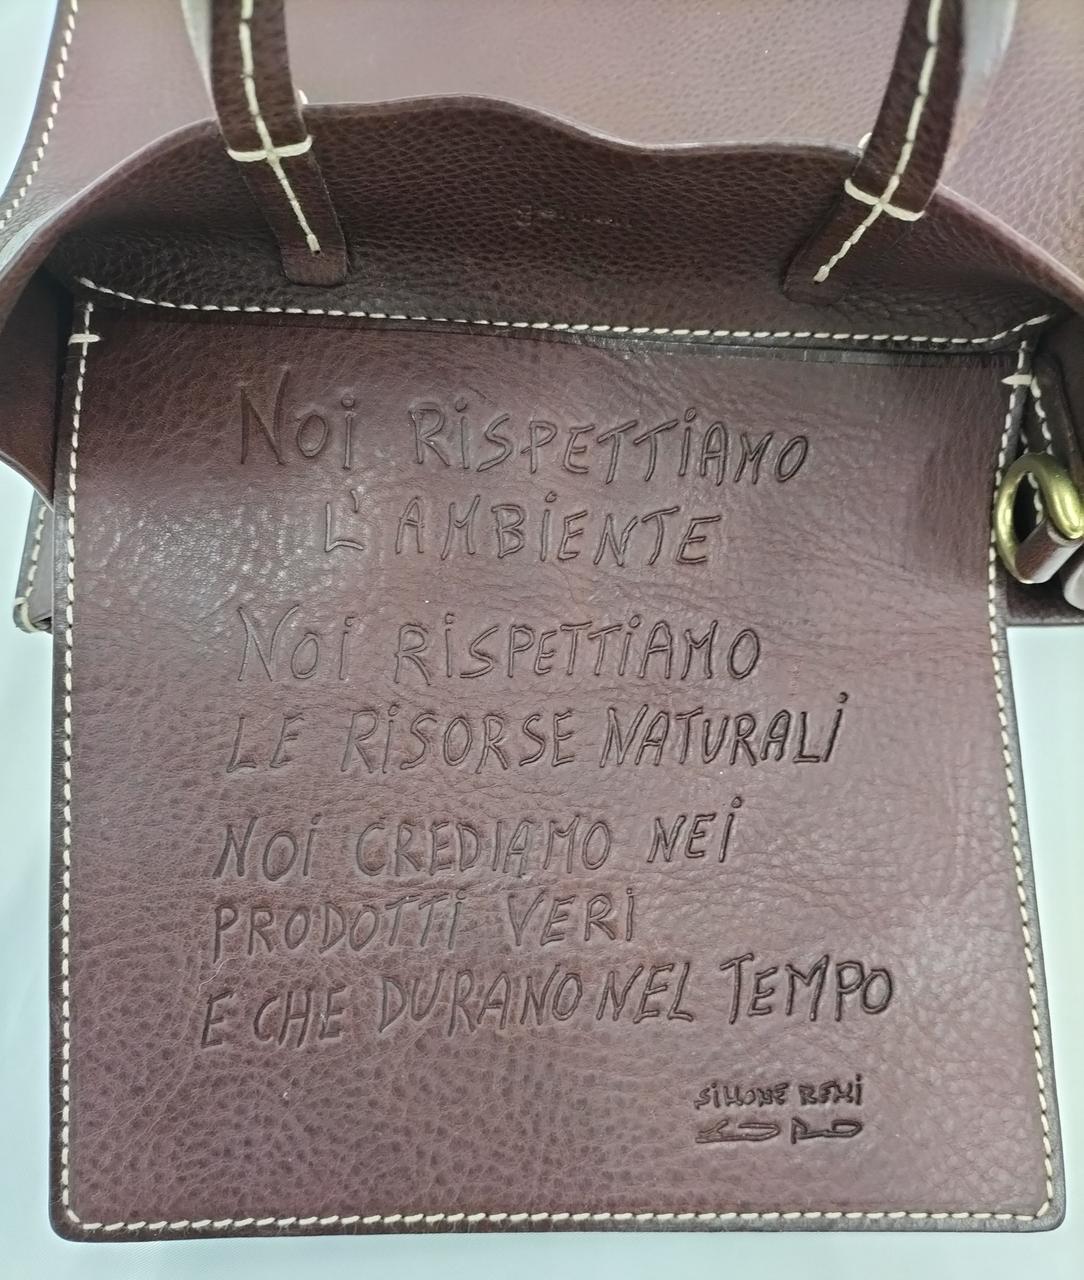 Noi RiSPETTiAMO
L'AMBiENTE
Noi RiSPETTiAMO
LE RiSORSE NATURALi
NOi CREDIAMO NEi
PRODOTTi VERi
E CHE DURANO NEL TEMPO
SiMONE REMi